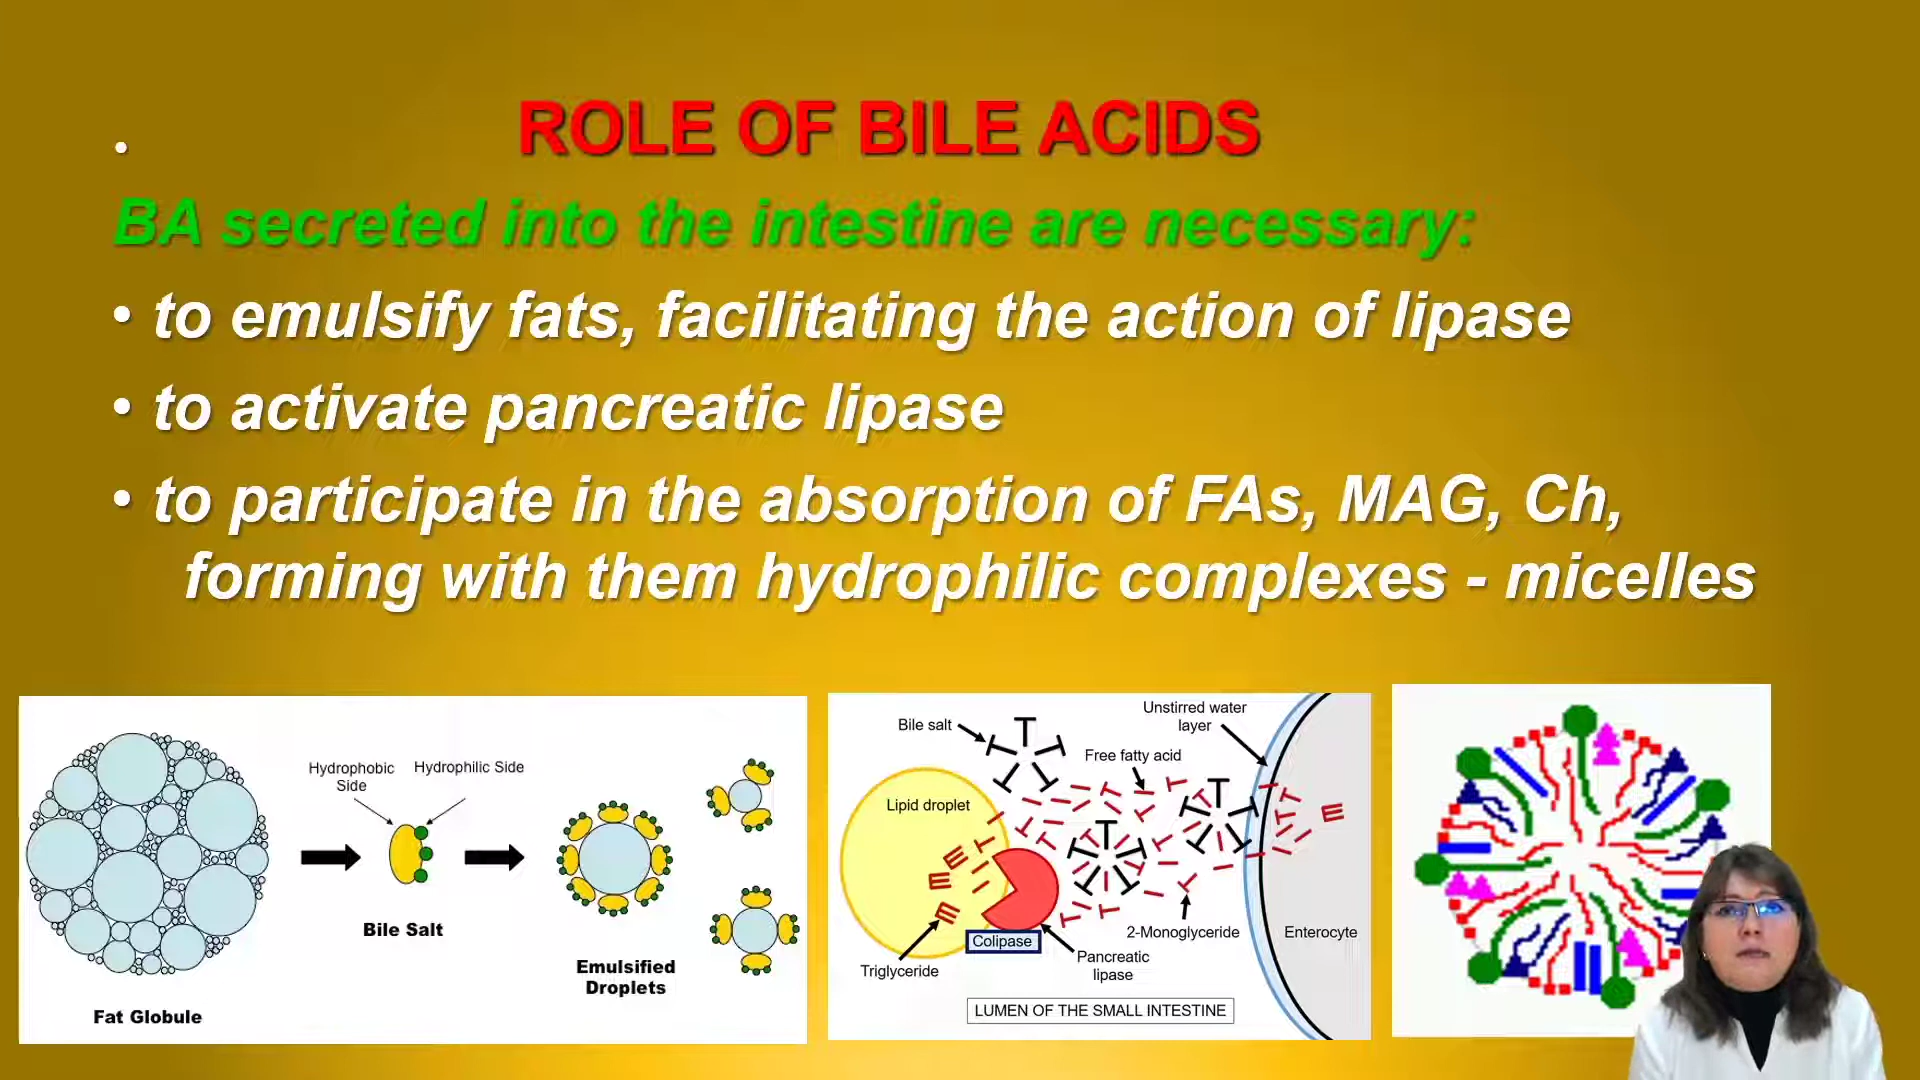 ROLE OF BILE ACIDS
BA secreted into the intestine are necessary:
• to emulsify fats, facilitating the action of lipase
• to activate pancreatic lipase
• to participate in the absorption of FAs, MAG, Ch,
forming with them hydrophilic complexes - micelles
Hydrophobic
Side
Hydrophilic Side
Bile Salt
Emulsified
Droplets
Fat Globule
Bile salt
Unstirred water
layer
Free fatty acid
Lipid droplet
Colipase
2-Monoglyceride
Enterocyte
Triglyceride
Pancreatic
lipase
LUMEN OF THE SMALL INTESTINE